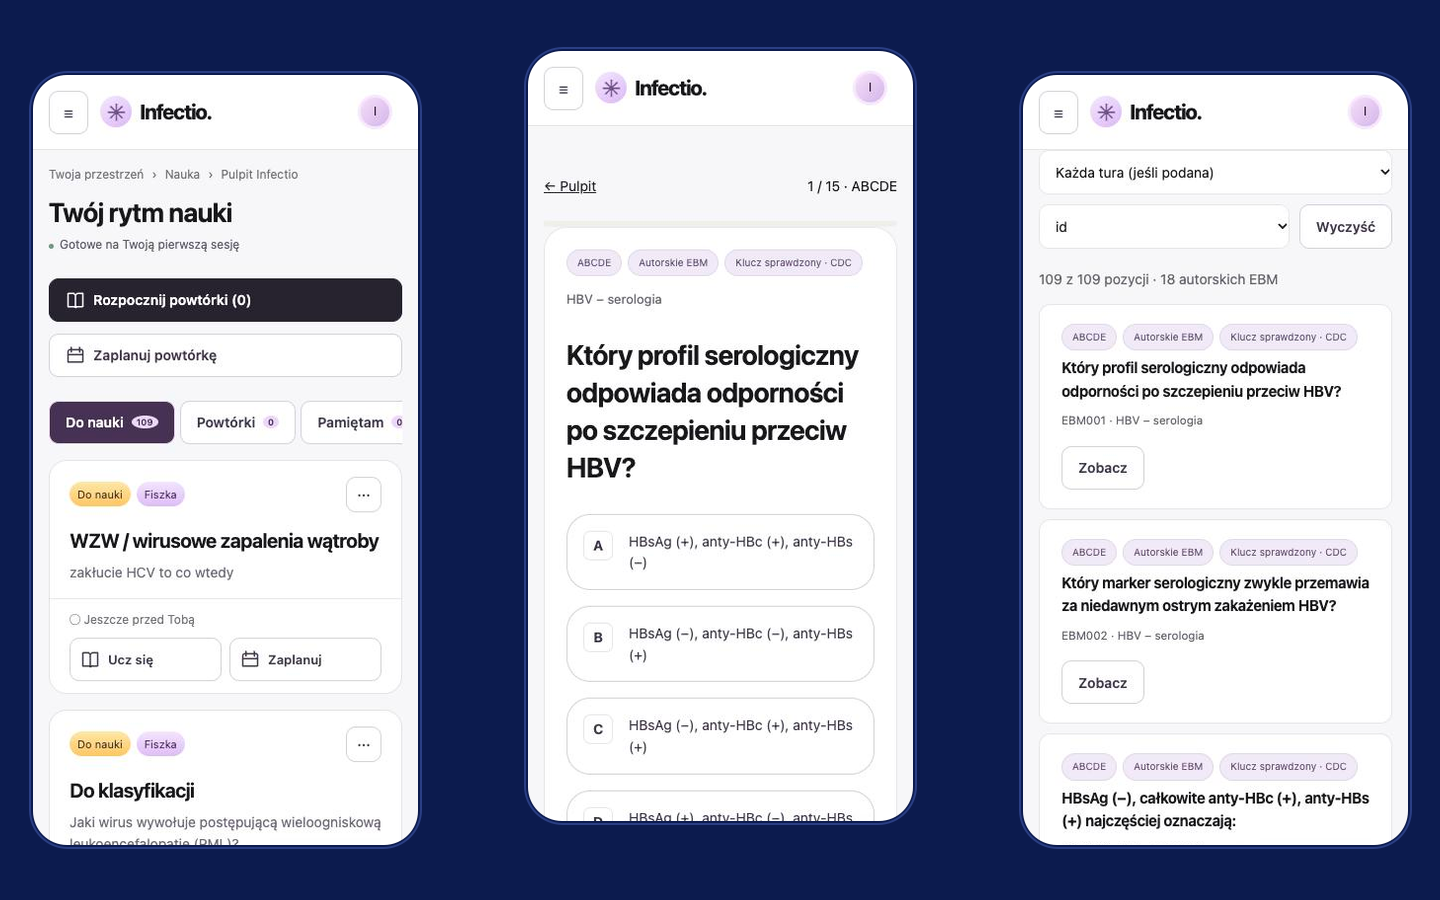 ≡ Infectio. I
Twoja przestrzeń › Nauka › Pulpit Infectio
Twój rytm nauki
Gotowe na Twoją pierwszą sesję
Rozpocznij powtórki (0)
Zaplanuj powtórkę
Do nauki 109 Powtórki 0 Pamiętam 0
Do nauki Fiszka ...
WZW / wirusowe zapalenia wątroby
zakłucie HCV to co wtedy
Jeszcze przed Tobą
Ucz się Zaplanuj
Do nauki Fiszka ...
Do klasyfikacji
Jaki wirus wywołuje postępującą wieloogniskową
leukoencefalopatię (PML)?
≡ Infectio. I
← Pulpit 1 / 15 · ABCDE
ABCDE Autorskie EBM Klucz sprawdzony · CDC
HBV – serologia
Który profil serologiczny
odpowiada odporności
po szczepieniu przeciw
HBV?
A HBsAg (+), anty-HBc (+), anty-HBs
(−)
B HBsAg (−), anty-HBc (−), anty-HBs
(+)
C HBsAg (−), anty-HBc (+), anty-HBs
(+)
D HBsAg (+), anty-HBc (−), anty-HBs
≡ Infectio. I
Każda tura (jeśli podana)
id Wyczyść
109 z 109 pozycji · 18 autorskich EBM
ABCDE Autorskie EBM Klucz sprawdzony · CDC
Który profil serologiczny odpowiada
odporności po szczepieniu przeciw HBV?
EBM001 · HBV – serologia
Zobacz
ABCDE Autorskie EBM Klucz sprawdzony · CDC
Który marker serologiczny zwykle przemawia
za niedawnym ostrym zakażeniem HBV?
EBM002 · HBV – serologia
Zobacz
ABCDE Autorskie EBM Klucz sprawdzony · CDC
HBsAg (−), całkowite anty-HBc (+), anty-HBs
(+) najczęściej oznaczają: